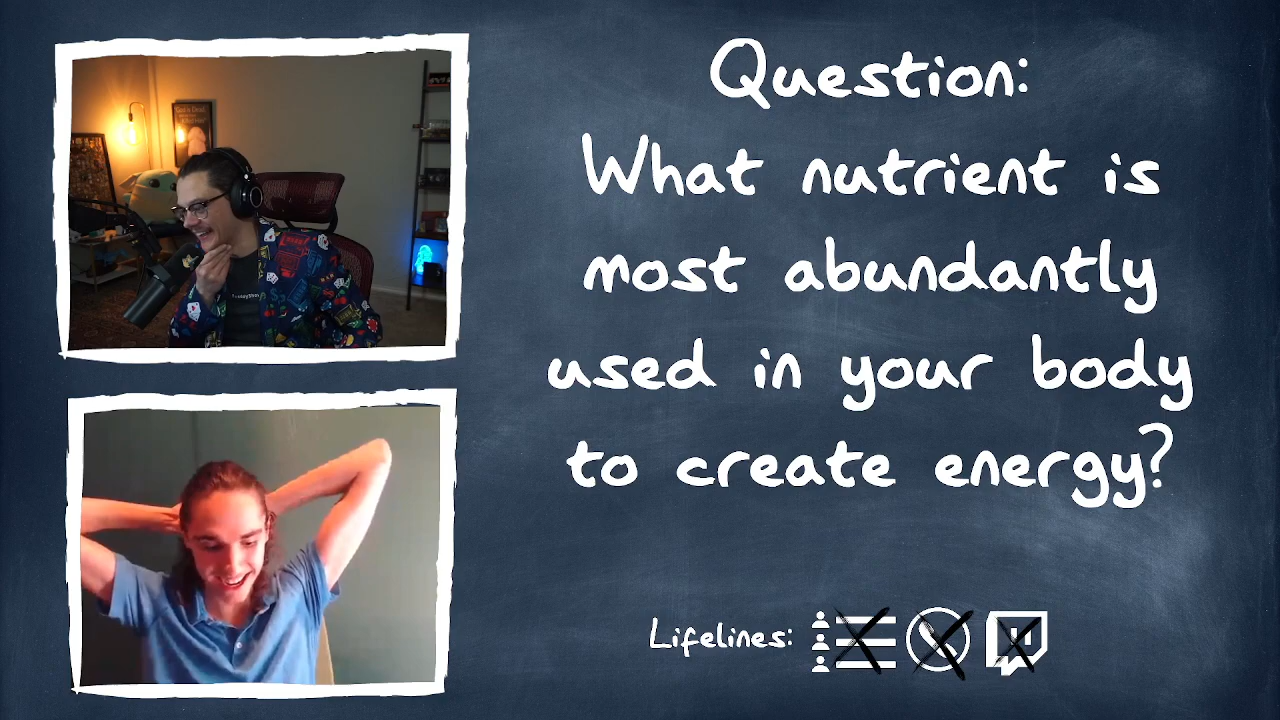 Question:
What nutrient is
most abundantly
used in your body
to create energy?
Lifelines: